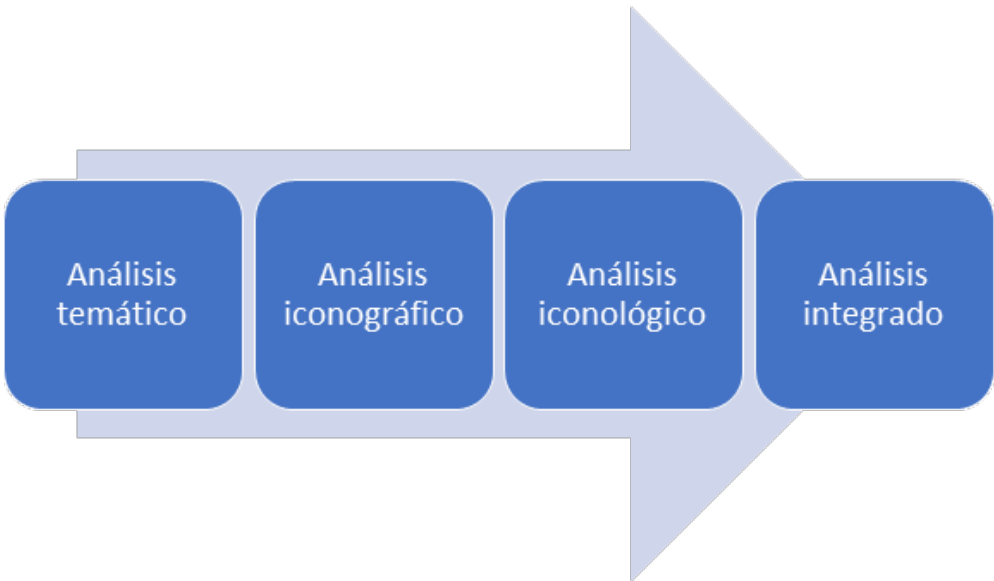 Análisis
temático
Análisis
iconográfico
Análisis
iconológico
Análisis
integrado